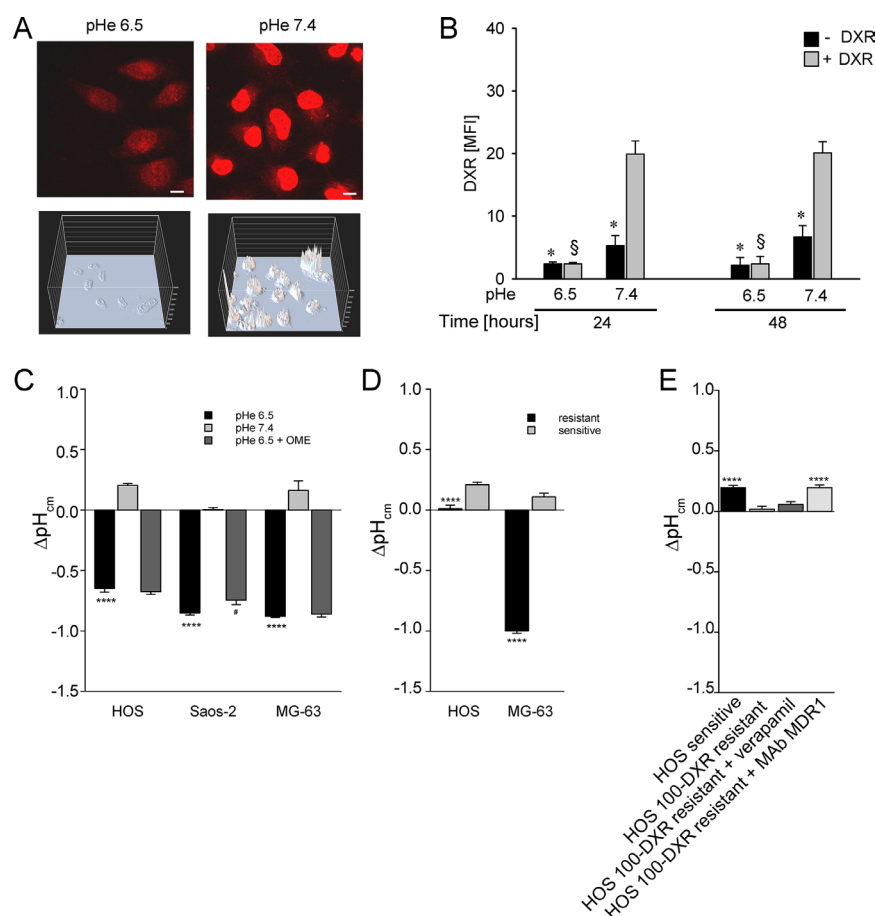 A
pHe 6.5
pHe 7.4
B
- DXR
+ DXR
DXR [MFI]
40
30
20
10
0
*
§
*
*
§
*
pHe
6.5
7.4
6.5
7.4
Time [hours]
24
48
C
ΔpHcm
1.0
0.5
0.0
-0.5
-1.0
-1.5
pHe 6.5
pHe 7.4
pHe 6.5 + OME
****
****
#
****
HOS
Saos-2
MG-63
D
ΔpHcm
1.0
0.5
0.0
-0.5
-1.0
-1.5
resistant
sensitive
****
****
HOS
MG-63
E
ΔpHcm
1.0
0.5
0.0
-0.5
-1.0
-1.5
****
****
HOS sensitive
HOS 100-DXR resistant
HOS 100-DXR resistant + verapamil
HOS 100-DXR resistant + MAb MDR1